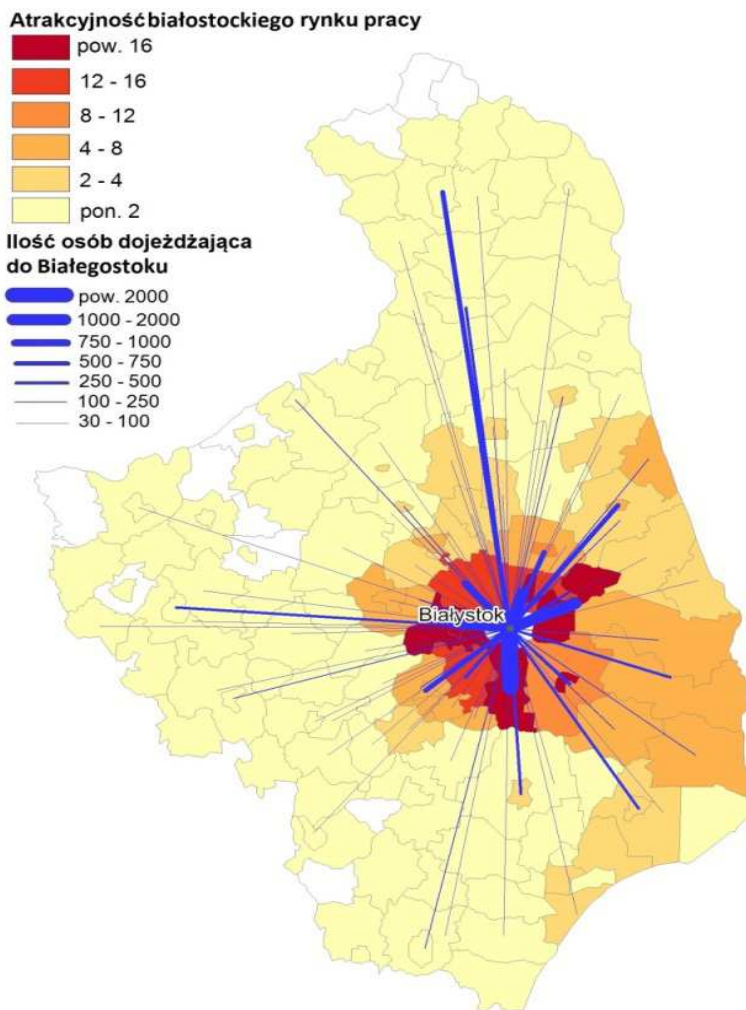 Atrakcyjność białostockiego rynku pracy
pow. 16
12 - 16
8 - 12
4 - 8
2 - 4
pon. 2
Ilość osób dojeżdżająca
do Białegostoku
pow. 2000
1000 - 2000
750 - 1000
500 - 750
250 - 500
100 - 250
30 - 100
Białystok